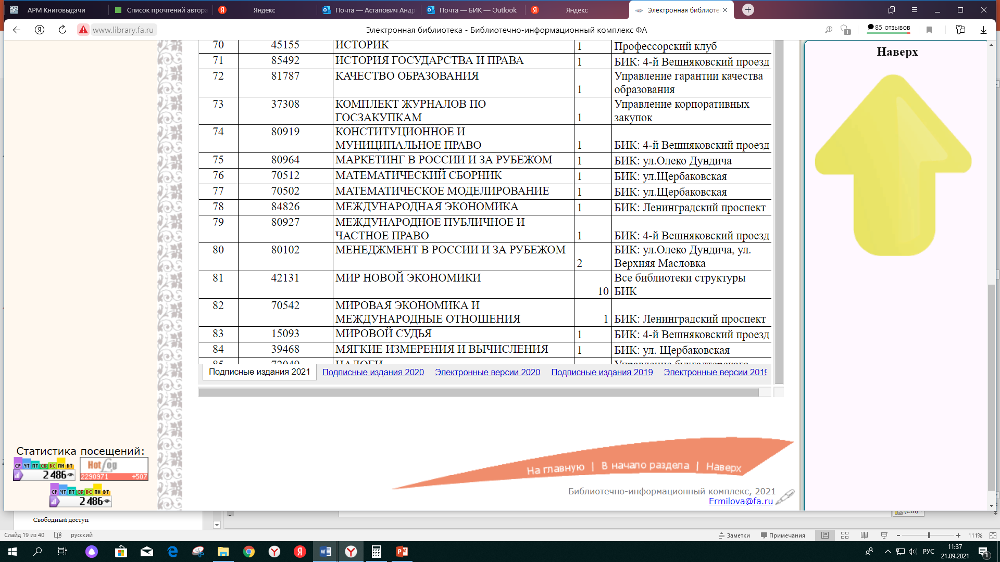 АРМ Книговыдачи
Список прочтений автора
Яндекс
Почта — Астапович Андр
Почта — БИК — Outlook
Яндекс
Электронная библиоте
www.library.fa.ru
Электронная библиотека - Библиотечно-информационный комплекс ФА
85 отзывов
70 45155 ИСТОРИК 1 Профессорский клуб
71 85492 ИСТОРИЯ ГОСУДАРСТВА И ПРАВА 1 БИК: 4-й Вешняковский проезд
72 81787 КАЧЕСТВО ОБРАЗОВАНИЯ Управление гарантии качества
1 образования
73 37308 КОМПЛЕКТ ЖУРНАЛОВ ПО Управление корпоративных
ГОСЗАКУПКАМ 1 закупок
74 80919 КОНСТИТУЦИОННОЕ И
МУНИЦИПАЛЬНОЕ ПРАВО 1 БИК: 4-й Вешняковский проезд
75 80964 МАРКЕТИНГ В РОССИИ И ЗА РУБЕЖОМ 1 БИК: ул.Олеко Дундича
76 70512 МАТЕМАТИЧЕСКИЙ СБОРНИК 1 БИК: ул.Щербаковская
77 70502 МАТЕМАТИЧЕСКОЕ МОДЕЛИРОВАНИЕ 1 БИК: ул.Щербаковская
78 84826 МЕЖДУНАРОДНАЯ ЭКОНОМИКА 1 БИК: Ленинградский проспект
79 80927 МЕЖДУНАРОДНОЕ ПУБЛИЧНОЕ И
ЧАСТНОЕ ПРАВО 1 БИК: 4-й Вешняковский проезд
80 80102 МЕНЕДЖМЕНТ В РОССИИ И ЗА РУБЕЖОМ БИК: ул.Олеко Дундича, ул.
2 Верхняя Масловка
81 42131 МИР НОВОЙ ЭКОНОМИКИ Все библиотеки структуры
10 БИК
82 70542 МИРОВАЯ ЭКОНОМИКА И
МЕЖДУНАРОДНЫЕ ОТНОШЕНИЯ 1 БИК: Ленинградский проспект
83 15093 МИРОВОЙ СУДЬЯ 1 БИК: 4-й Вешняковский проезд
84 39468 МЯГКИЕ ИЗМЕРЕНИЯ И ВЫЧИСЛЕНИЯ 1 БИК: ул. Щербаковская
85 72049 НАЛОГИ Управление бухгалтерского
Подписные издания 2021 Подписные издания 2020 Электронные версии 2020 Подписные издания 2019 Электронные версии 2019
Наверх
Статистика посещений:
СР ЧТ ПТ СБ ВС ПН ВТ
2 486
HotLog
2290971 +507
СР ЧТ ПТ СБ ВС ПН ВТ
2 486
На главную | В начало раздела | Наверх
Библиотечно-информационный комплекс, 2021
Ermilova@fa.ru
Свободный доступ
(Ctrl)
Слайд 19 из 40
русский
Заметки
Примечания
111%
РУС
11:37
21.09.2021